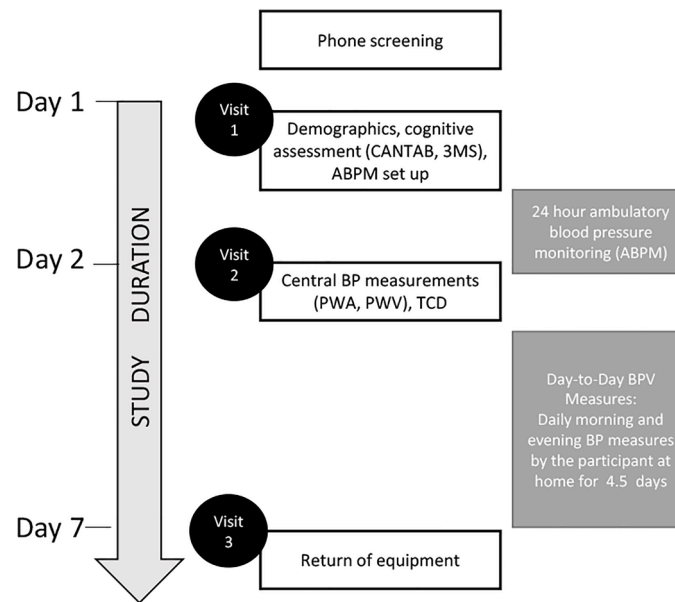 Phone screening
Day 1
Visit
1
Demographics, cognitive
assessment (CANTAB, 3MS),
ABPM set up
24 hour ambulatory
blood pressure
monitoring (ABPM)
Day 2
Visit
2
Central BP measurements
(PWA, PWV), TCD
STUDY DURATION
Day-to-Day BPV
Measures:
Daily morning and
evening BP measures
by the participant at
home for 4.5 days
Day 7
Visit
3
Return of equipment